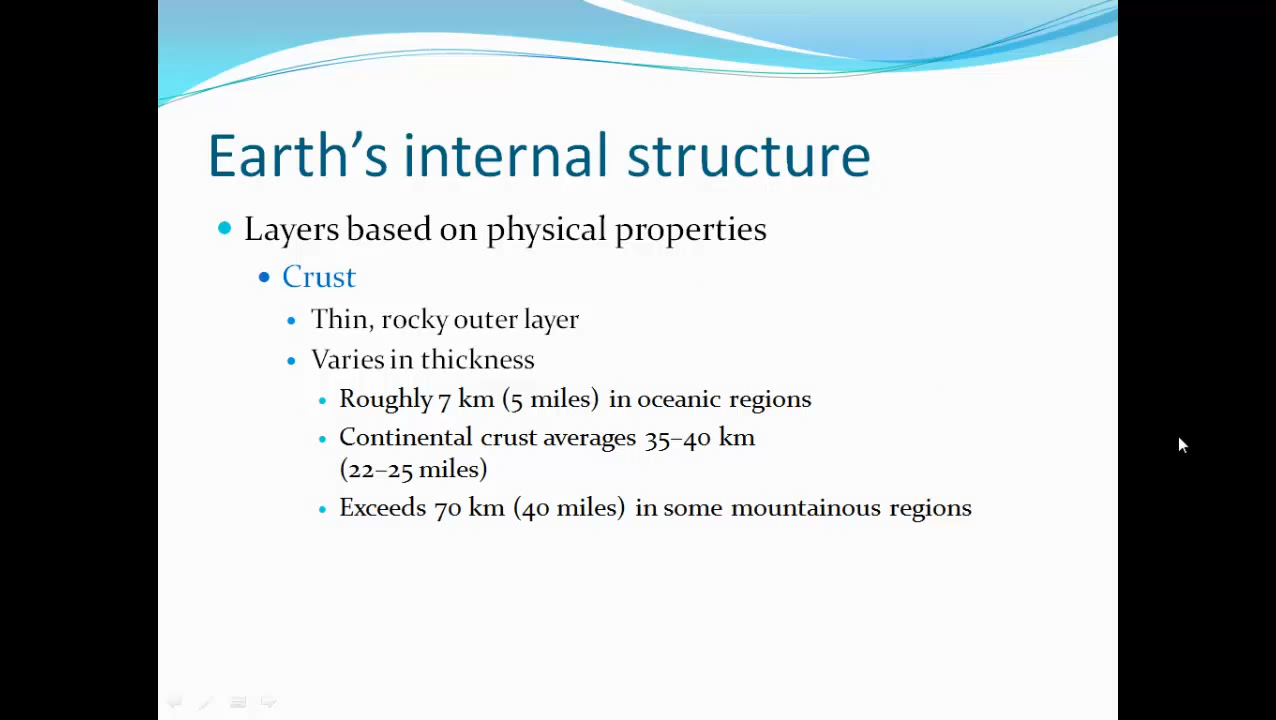 Earth’s internal structure
Layers based on physical properties
Crust
Thin, rocky outer layer
Varies in thickness
Roughly 7 km (5 miles) in oceanic regions
Continental crust averages 35–40 km
(22–25 miles)
Exceeds 70 km (40 miles) in some mountainous regions